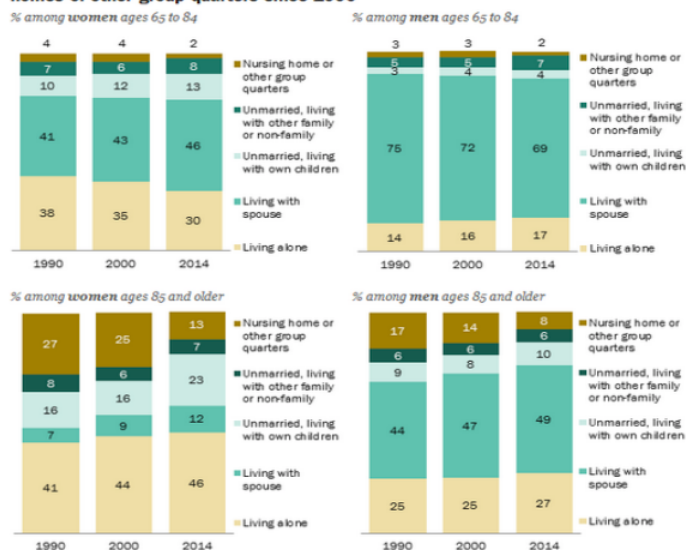 % among women ages 65 to 84
4 4 2
7 6 8
10 12 13
41 43 46
38 35 30
1990 2000 2014
Nursing home or
other group
quarters
Unmarried, living
with other family
or non-family
Unmarried, living
with own children
Living with
spouse
Living alone
% among men ages 65 to 84
3 3 2
5 5 7
3 4 4
75 72 69
14 16 17
1990 2000 2014
Nursing home or
other group
quarters
Unmarried, living
with other family
or non-family
Unmarried, living
with own children
Living with
spouse
Living alone
% among women ages 85 and older
27 25 13
8 6 7
16 16 23
7 9 12
41 44 46
1990 2000 2014
Nursing home or
other group
quarters
Unmarried, living
with other family
or non-family
Unmarried, living
with own children
Living with
spouse
Living alone
% among men ages 85 and older
17 14 8
6 6 6
9 8 10
44 47 49
25 25 27
1990 2000 2014
Nursing home or
other group
quarters
Unmarried, living
with other family
or non-family
Unmarried, living
with own children
Living with
spouse
Living alone